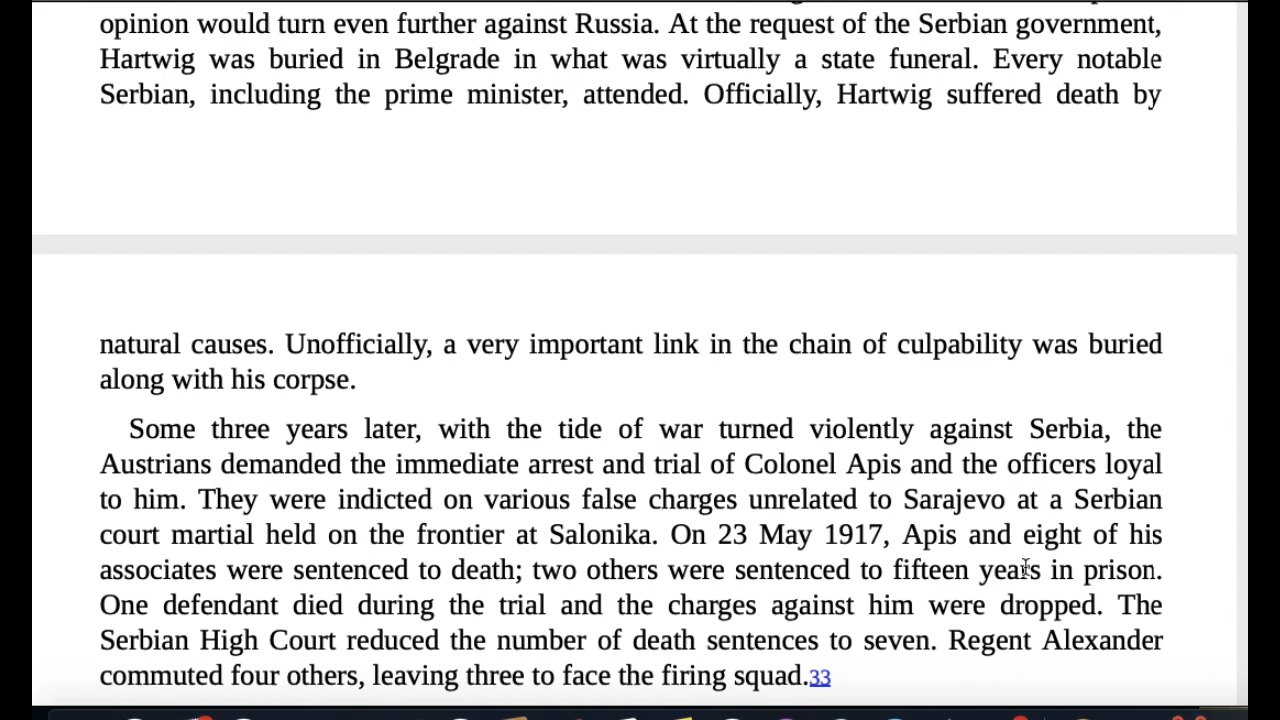 opinion would turn even further against Russia. At the request of the Serbian government,
Hartwig was buried in Belgrade in what was virtually a state funeral. Every notable
Serbian, including the prime minister, attended. Officially, Hartwig suffered death by
natural causes. Unofficially, a very important link in the chain of culpability was buried
along with his corpse.
Some three years later, with the tide of war turned violently against Serbia, the
Austrians demanded the immediate arrest and trial of Colonel Apis and the officers loyal
to him. They were indicted on various false charges unrelated to Sarajevo at a Serbian
court martial held on the frontier at Salonika. On 23 May 1917, Apis and eight of his
associates were sentenced to death; two others were sentenced to fifteen years in prison.
One defendant died during the trial and the charges against him were dropped. The
Serbian High Court reduced the number of death sentences to seven. Regent Alexander
commuted four others, leaving three to face the firing squad.33